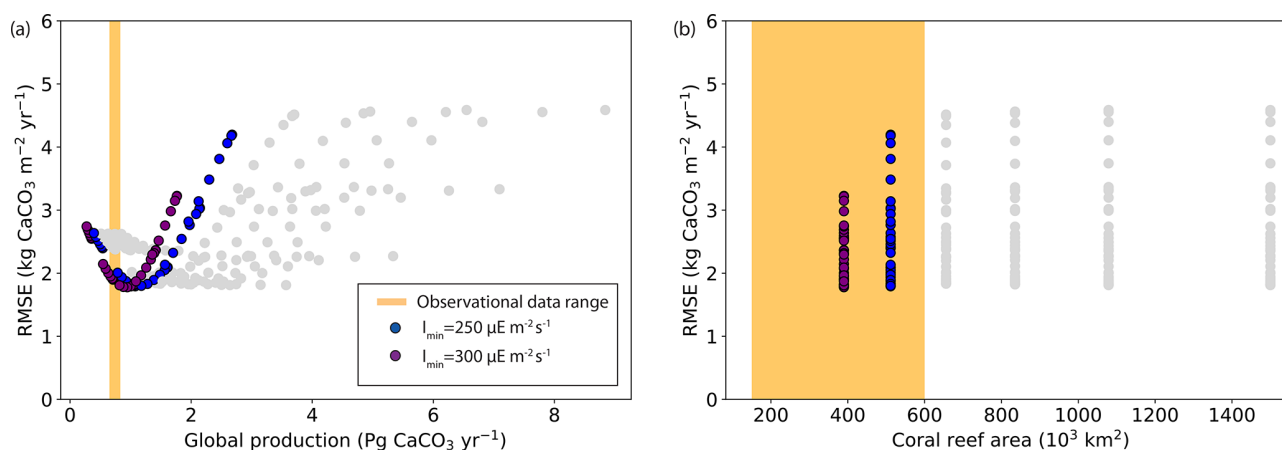 (a)
6
5
4
3
2
1
0
RMSE (kg CaCO₃ m⁻² yr⁻¹)
0 2 4 6 8
Global production (Pg CaCO₃ yr⁻¹)
Observational data range
Iₘᵢₙ=250 µE m⁻² s⁻¹
Iₘᵢₙ=300 µE m⁻² s⁻¹
(b)
6
5
4
3
2
1
0
RMSE (kg CaCO₃ m⁻² yr⁻¹)
200 400 600 800 1000 1200 1400
Coral reef area (10³ km²)